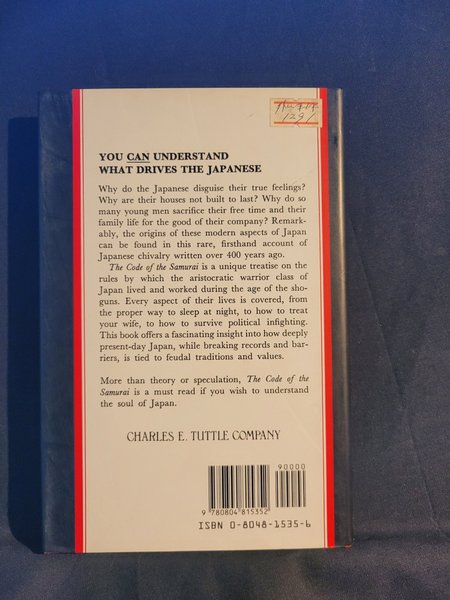 1291
YOU CAN UNDERSTAND
WHAT DRIVES THE JAPANESE
Why do the Japanese disguise their true feelings?
Why are their houses not built to last? Why do so
many young men sacrifice their free time and their
family life for the good of their company? Remark-
ably, the origins of these modern aspects of Japan
can be found in this rare, firsthand account of
Japanese chivalry written over 400 years ago.
The Code of the Samurai is a unique treatise on the
rules by which the aristocratic warrior class of
Japan lived and worked during the age of the sho-
guns. Every aspect of their lives is covered, from
the proper way to sleep at night, to how to treat
your wife, to how to survive political infighting.
This book offers a fascinating insight into how deeply
present-day Japan, while breaking records and bar-
riers, is tied to feudal traditions and values.
More than theory or speculation, The Code of the
Samurai is a must read if you wish to understand
the soul of Japan.
CHARLES E. TUTTLE COMPANY
90000
9 780804 815352
ISBN 0-8048-1535-6